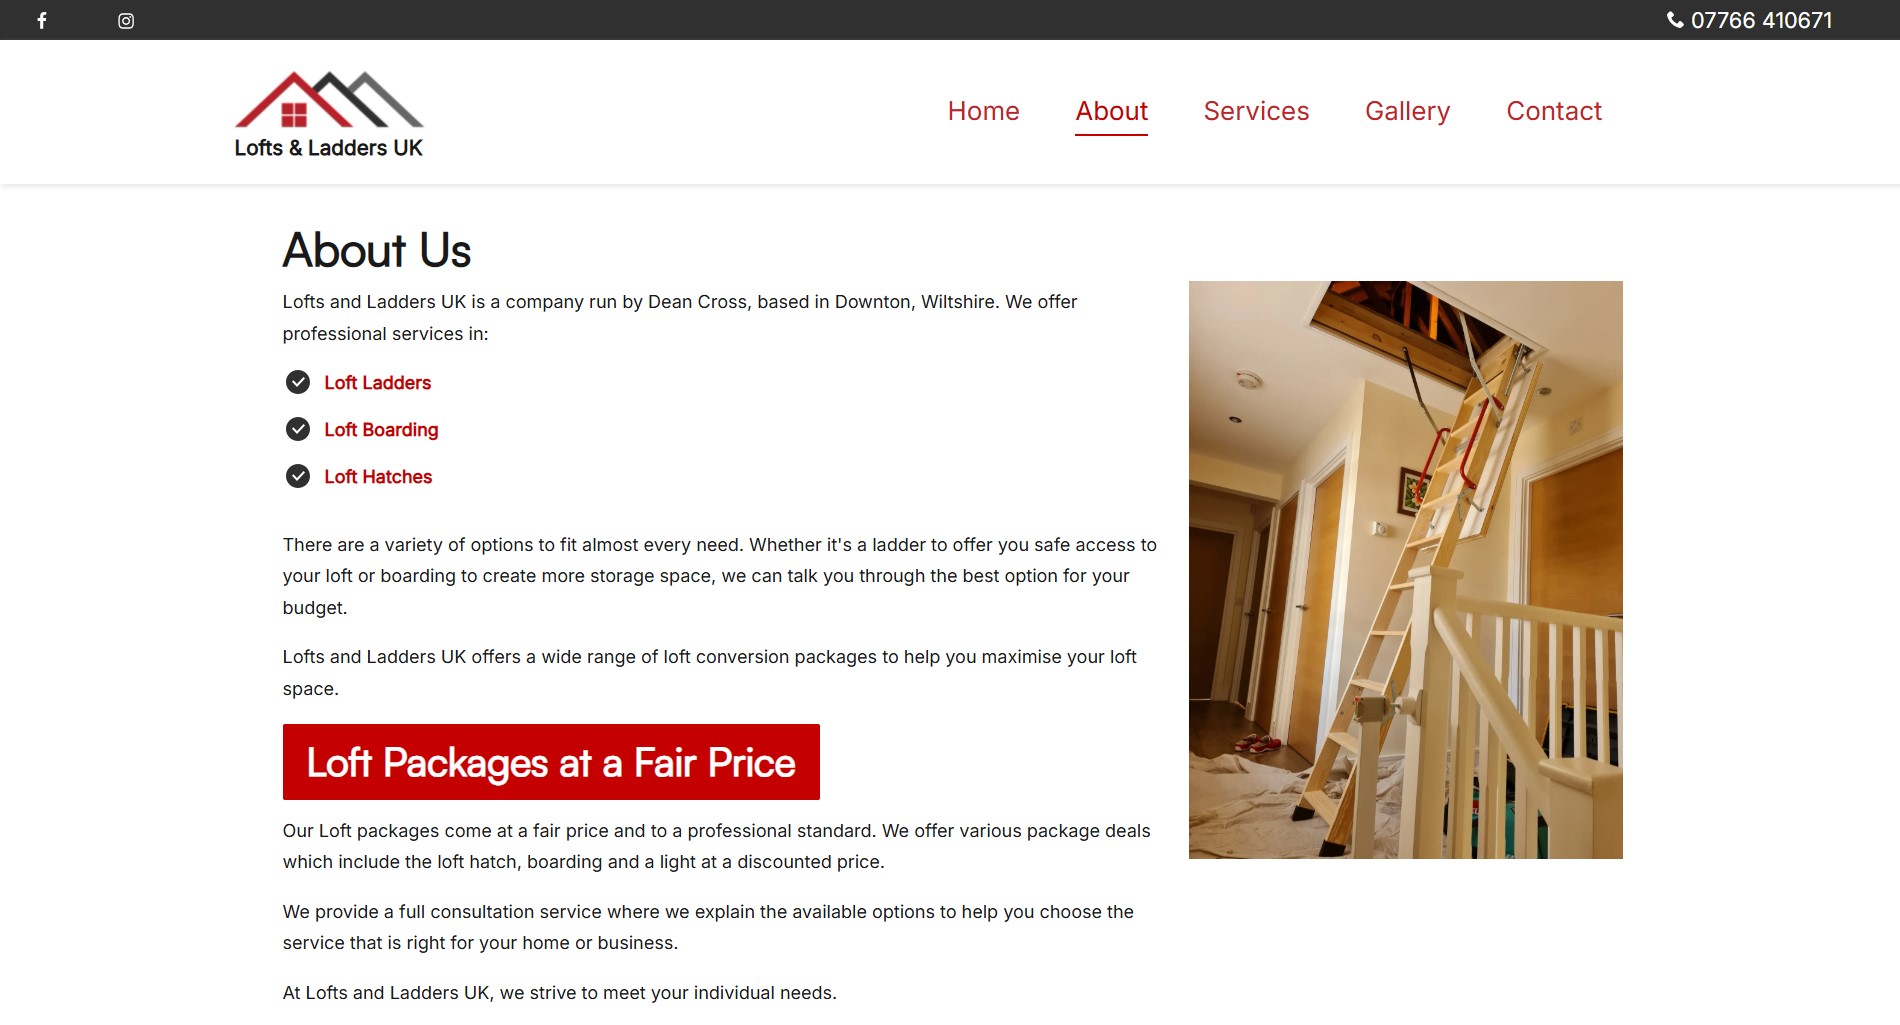 07766 410671
Lofts & Ladders UK
Home About Services Gallery Contact
About Us
Lofts and Ladders UK is a company run by Dean Cross, based in Downton, Wiltshire. We offer
professional services in:
Loft Ladders
Loft Boarding
Loft Hatches
There are a variety of options to fit almost every need. Whether it's a ladder to offer you safe access to
your loft or boarding to create more storage space, we can talk you through the best option for your
budget.
Lofts and Ladders UK offers a wide range of loft conversion packages to help you maximise your loft
space.
Loft Packages at a Fair Price
Our Loft packages come at a fair price and to a professional standard. We offer various package deals
which include the loft hatch, boarding and a light at a discounted price.
We provide a full consultation service where we explain the available options to help you choose the
service that is right for your home or business.
At Lofts and Ladders UK, we strive to meet your individual needs.